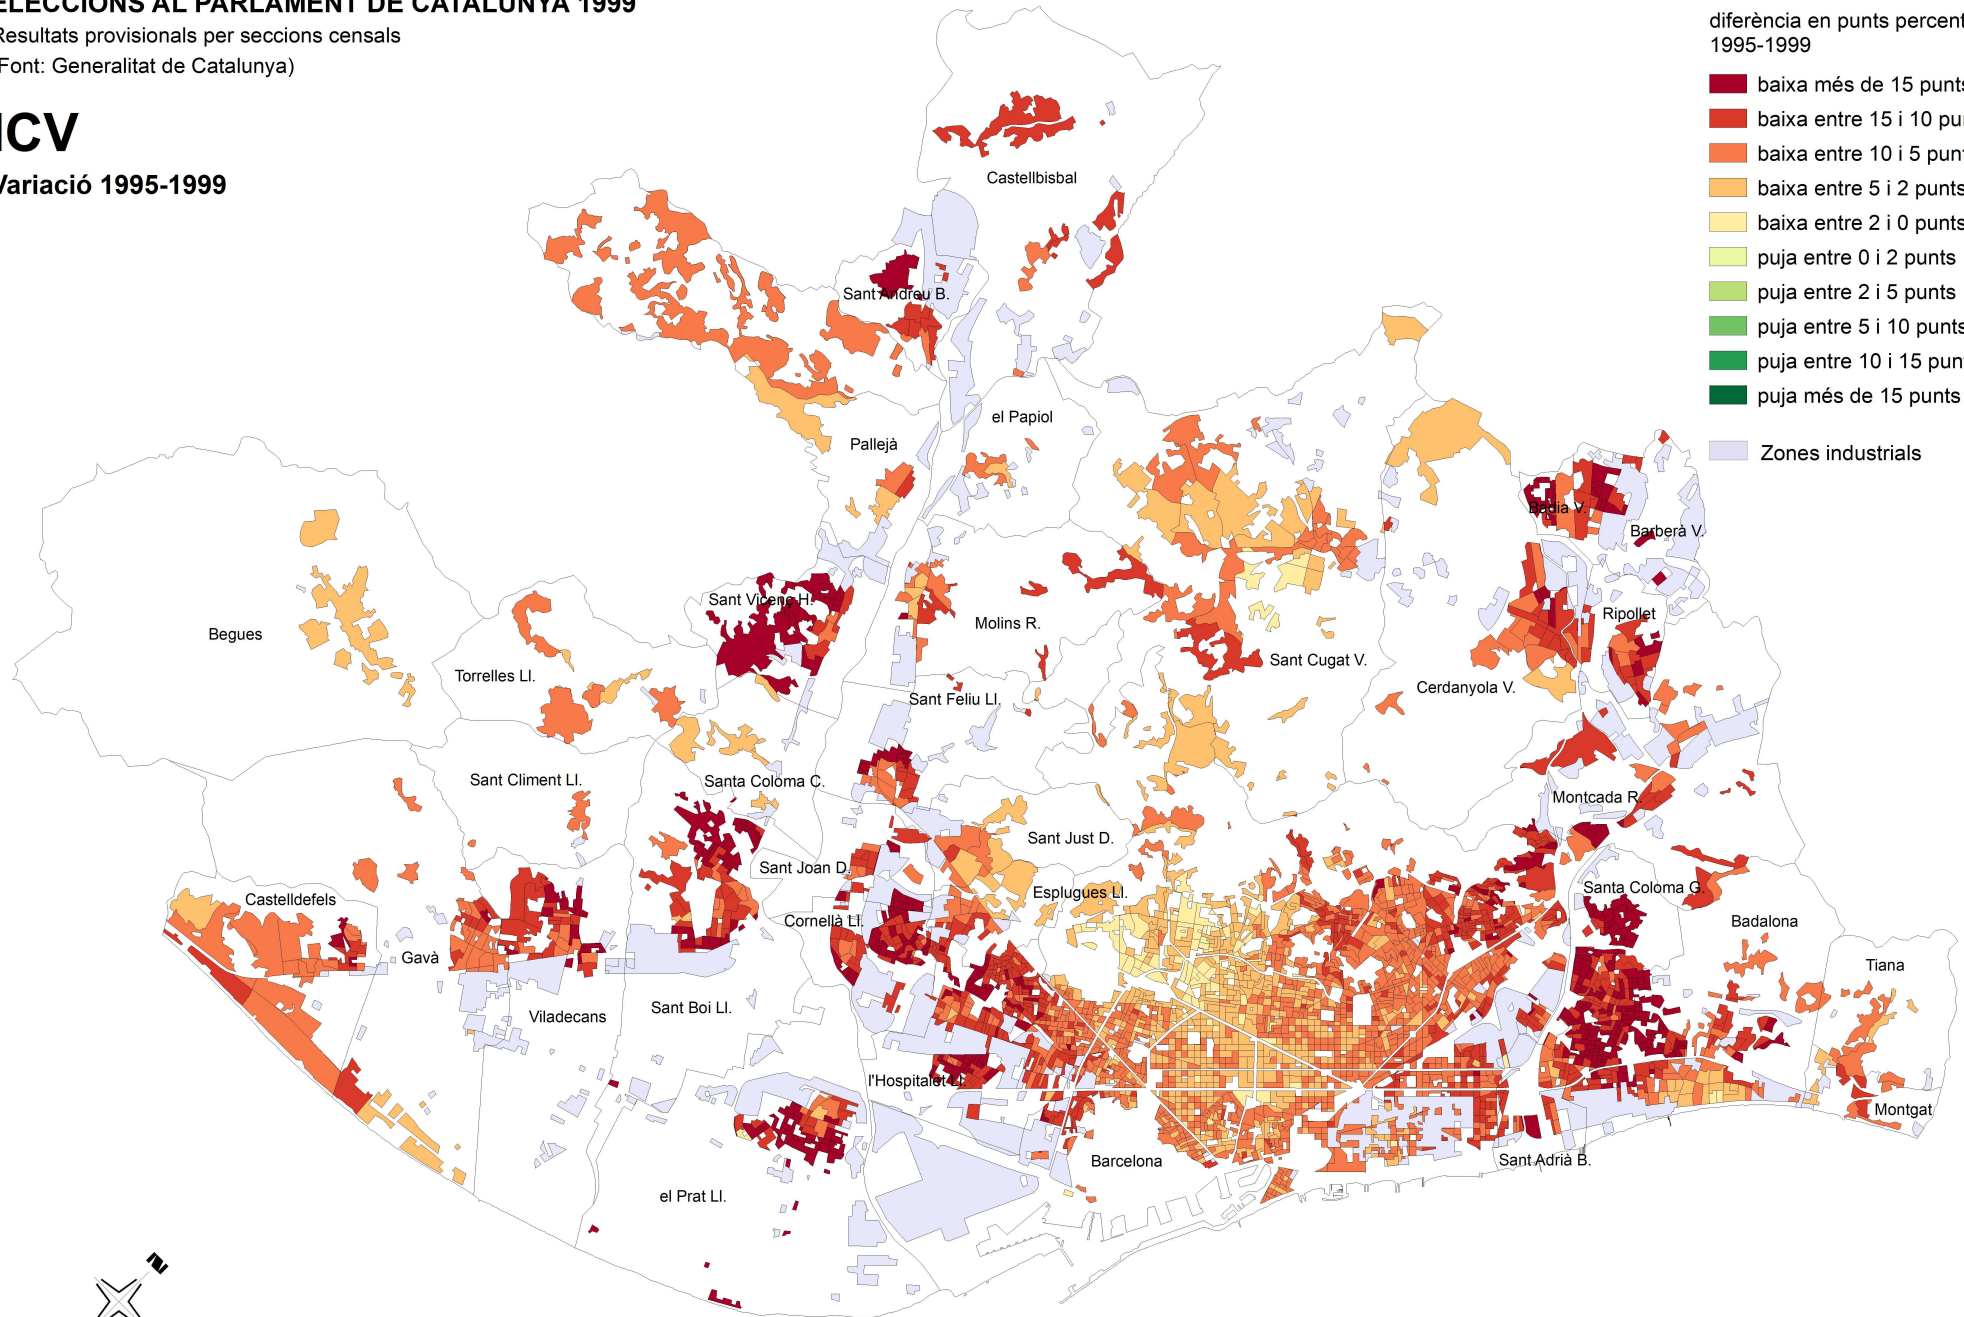 ELECCIONS AL PARLAMENT DE CATALUNYA 1999
Resultats provisionals per seccions censals
(Font: Generalitat de Catalunya)
ICV
Variació 1995-1999
diferència en punts percent
1995-1999
baixa més de 15 punts
baixa entre 15 i 10 pu
baixa entre 10 i 5 punt
baixa entre 5 i 2 punts
baixa entre 2 i 0 punts
puja entre 0 i 2 punts
puja entre 2 i 5 punts
puja entre 5 i 10 punts
puja entre 10 i 15 pun
puja més de 15 punts
Zones industrials
Castellbisbal
Sant Andreu B.
el Papiol
Pallejà
Badia V.
Barberà V.
Sant Vicenç H.
Ripollet
Molins R.
Begues
Sant Cugat V.
Torrelles Ll.
Cerdanyola V.
Sant Feliu Ll.
Sant Climent Ll.
Santa Coloma C.
Montcada R.
Sant Just D.
Sant Joan D.
Santa Coloma G.
Esplugues Ll.
Castelldefels
Cornellà Ll.
Badalona
Gavà
Tiana
Sant Boi Ll.
Viladecans
l'Hospitalet Ll.
Montgat
Barcelona
Sant Adrià B.
el Prat Ll.
N